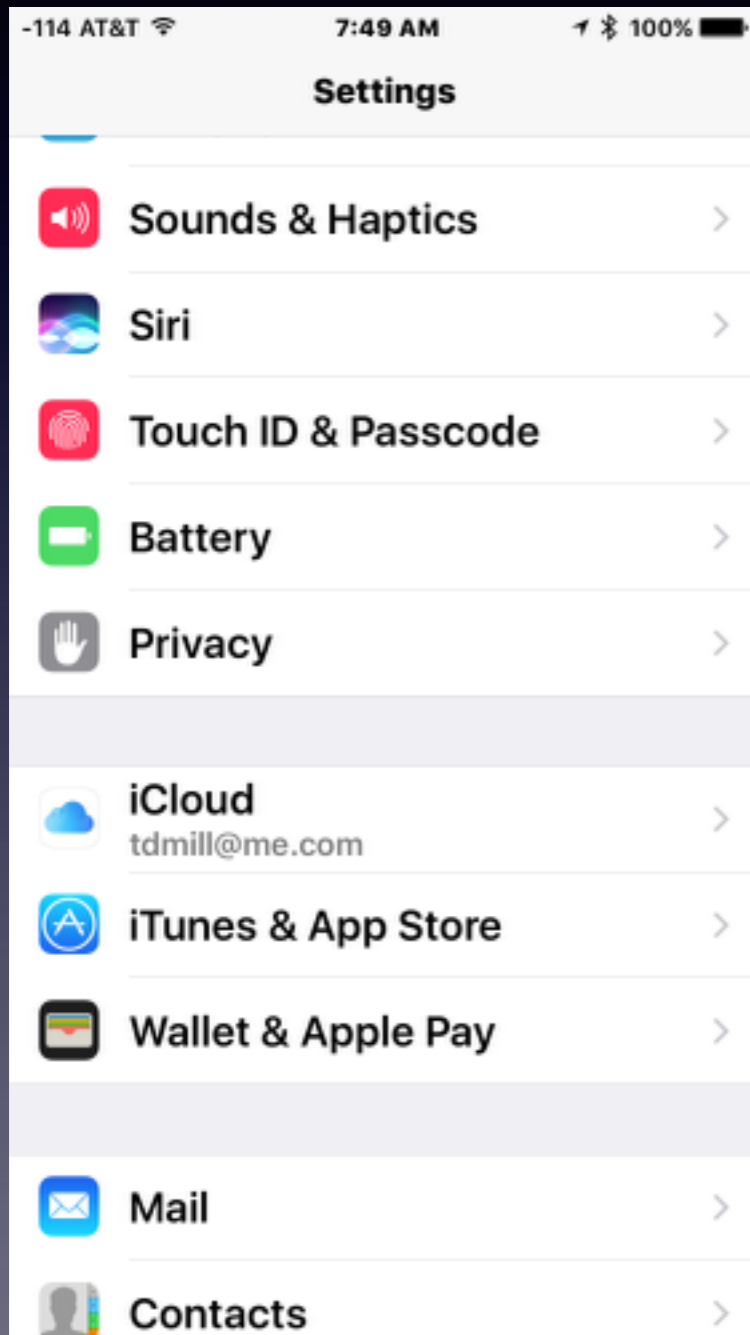 -114 AT&T 7:49 AM 100%
Settings
Sounds & Haptics
Siri
Touch ID & Passcode
Battery
Privacy
iCloud
tdmill@me.com
iTunes & App Store
Wallet & Apple Pay
Mail
Contacts